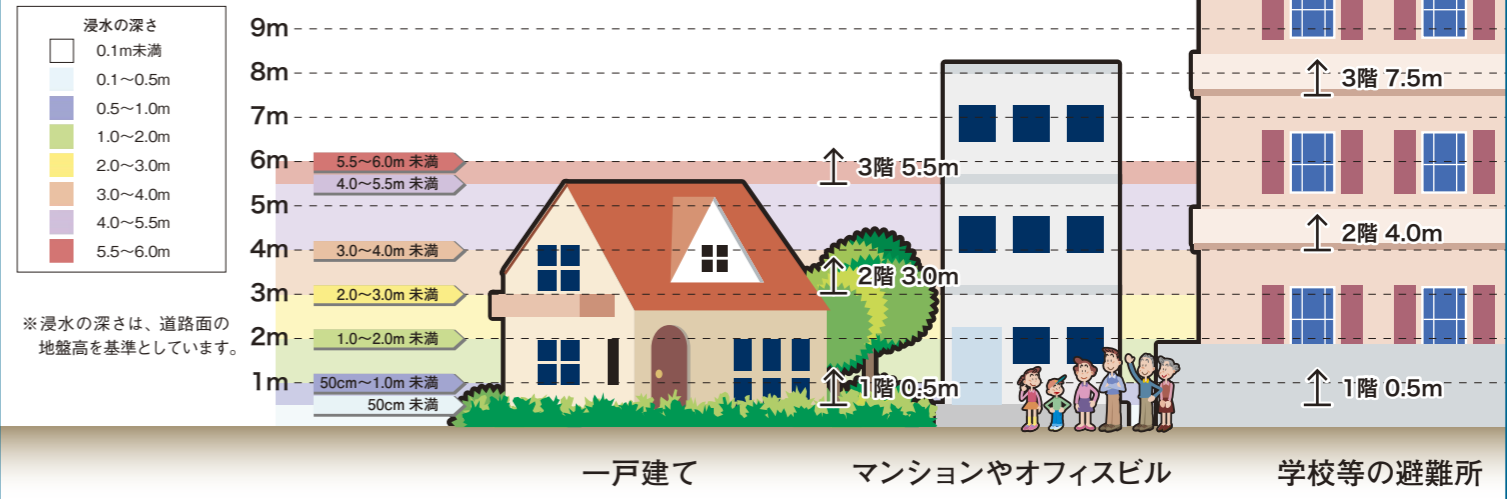 浸水の深さ
0.1m未満
0.1〜0.5m
0.5〜1.0m
1.0〜2.0m
2.0〜3.0m
3.0〜4.0m
4.0〜5.5m
5.5〜6.0m
※浸水の深さは、道路面の
地盤高を基準としています。
9m
8m
7m
6m
5m
4m
3m
2m
1m
5.5〜6.0m 未満
4.0〜5.5m 未満
3.0〜4.0m 未満
2.0〜3.0m 未満
1.0〜2.0m 未満
50cm〜1.0m 未満
50cm 未満
3階 5.5m
2階 3.0m
1階 0.5m
3階 7.5m
2階 4.0m
1階 0.5m
一戸建て
マンションやオフィスビル
学校等の避難所